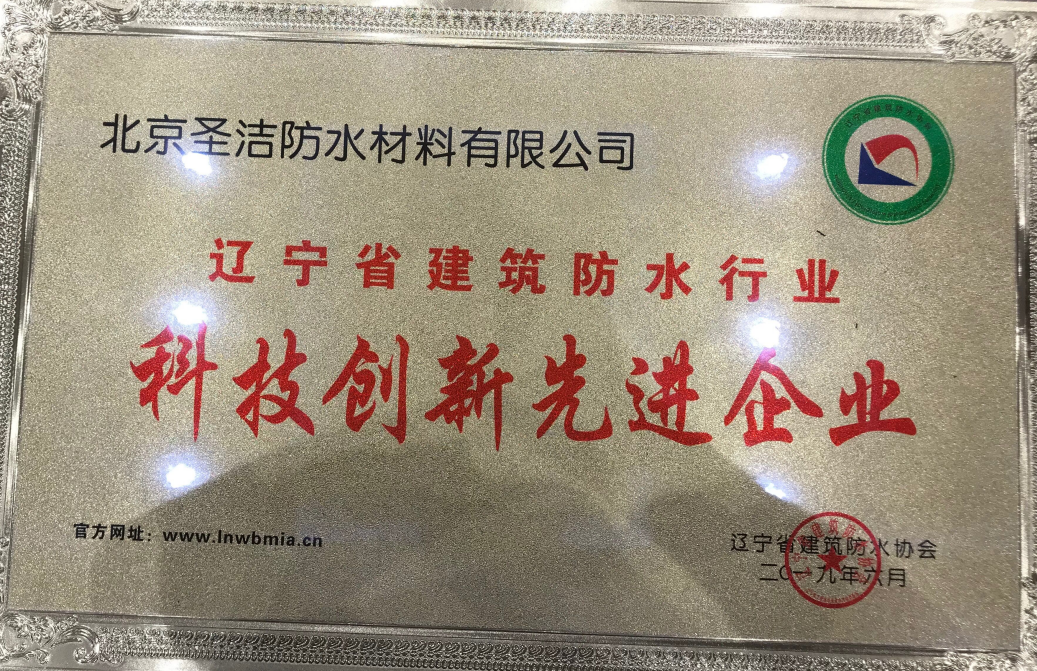 北京圣洁防水材料有限公司
辽宁省建筑防水行业
科技创新先进企业
官方网址：www.lnwbmia.cn
辽宁省建筑防水协会
二〇一九年六月